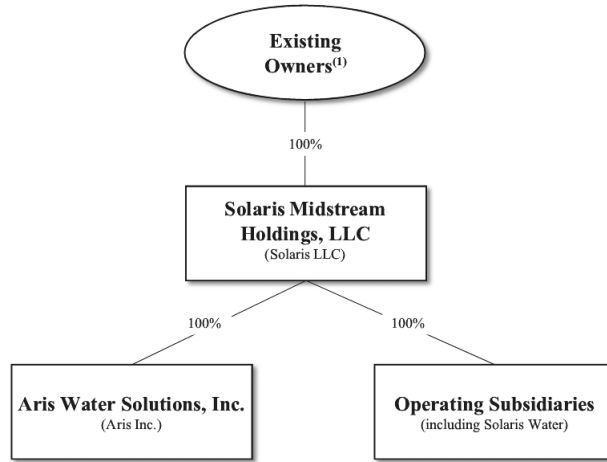 Existing
Owners(1)
100%
Solaris Midstream
Holdings, LLC
(Solaris LLC)
100%
100%
Aris Water Solutions, Inc.
(Aris Inc.)
Operating Subsidiaries
(including Solaris Water)